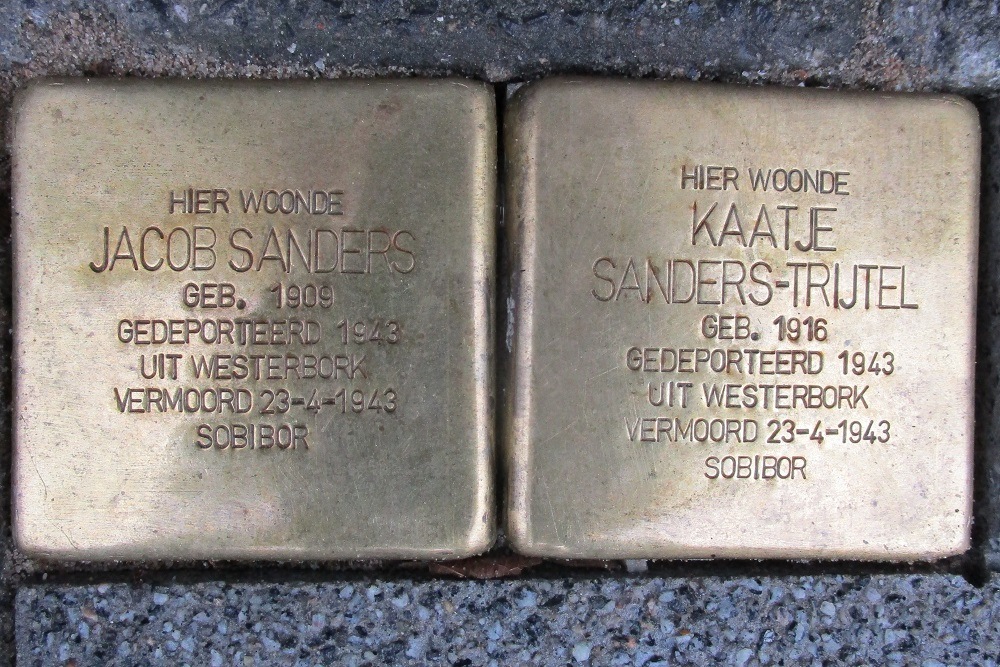 HIER WOONDE
JACOB SANDERS
GEB. 1909
GEDEPORTEERD 1943
UIT WESTERBORK
VERMOORD 23-4-1943
SOBIBOR
HIER WOONDE
KAATJE
SANDERS-TRIJTEL
GEB. 1916
GEDEPORTEERD 1943
UIT WESTERBORK
VERMOORD 23-4-1943
SOBIBOR